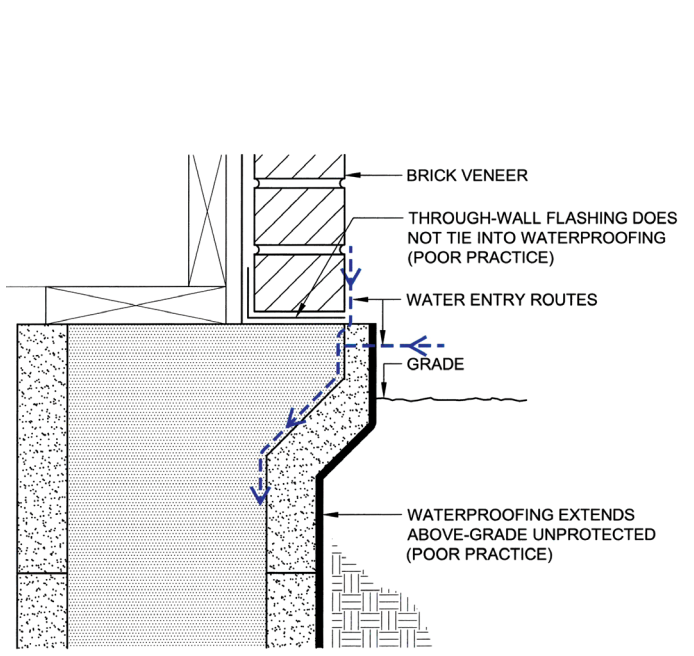 BRICK VENEER
THROUGH-WALL FLASHING DOES
NOT TIE INTO WATERPROOFING
(POOR PRACTICE)
WATER ENTRY ROUTES
GRADE
WATERPROOFING EXTENDS
ABOVE-GRADE UNPROTECTED
(POOR PRACTICE)